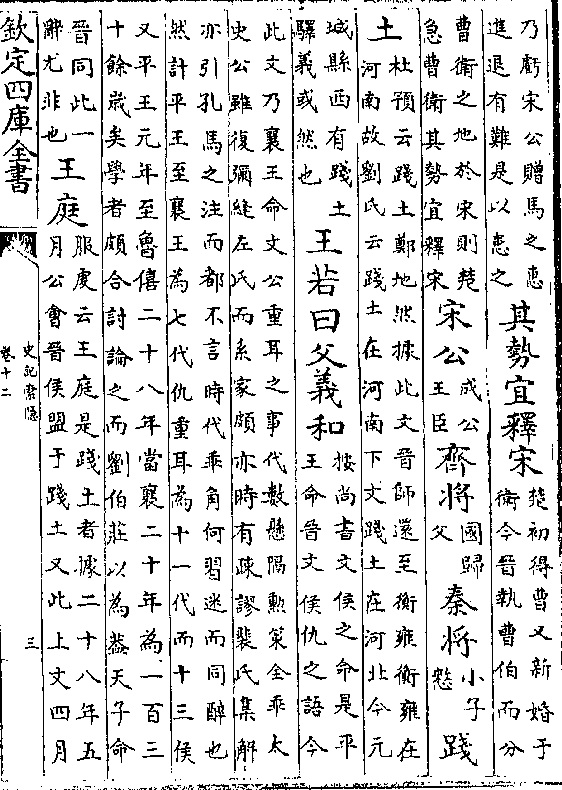 乃虧宋公贈馬之惠
進退有難是以患之
其勢宜釋宋
楚初得曹又新婚于
衛今晉執曹伯而分
曹衛之地於宋則楚
急曹衛其勢宜釋宋
宋公
成公
王臣
齊將
國歸
父
秦將
小子
憗
踐
土
杜預云踐土鄭地然據此文晉師還至衡雍衡雍在
河南故劉氏云踐土在河南下文踐土在河北今元
城縣西有踐土
驛義或然也
王若曰父義和
按尚書文侯之命是平
王命晉文侯仇之語今
此文乃襄王命文公重耳之事代數懸隔勲策全乖太
史公雖復彌縫左氏而系家頗亦時有疎謬裴氏集解
亦引孔馬之注而都不言時代乖角何習迷而同醉也
然計平王至襄王為七代仇重耳為十一代而十三侯
又平王元年至魯僖二十八年當襄二十年為一百三
十餘歳矣學者頗合討論之而劉伯莊以為葢天子命
晉同此一
辭尤非也
王庭
服虔云王庭是踐土者據二十八年五
月公會晉侯盟于踐土又此上文四月
欽定四庫全書
史記索隱
卷十二
三